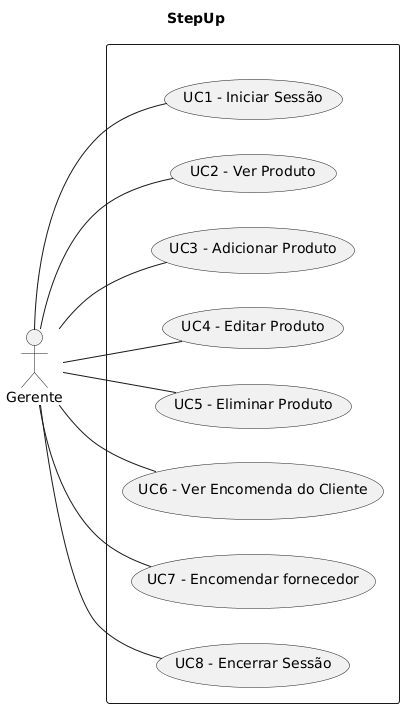 StepUp
UC1 - Iniciar Sessão
UC2 - Ver Produto
UC3 - Adicionar Produto
UC4 - Editar Produto
Gerente
UC5 - Eliminar Produto
UC6 - Ver Encomenda do Cliente
UC7 - Encomendar fornecedor
UC8 - Encerrar Sessão